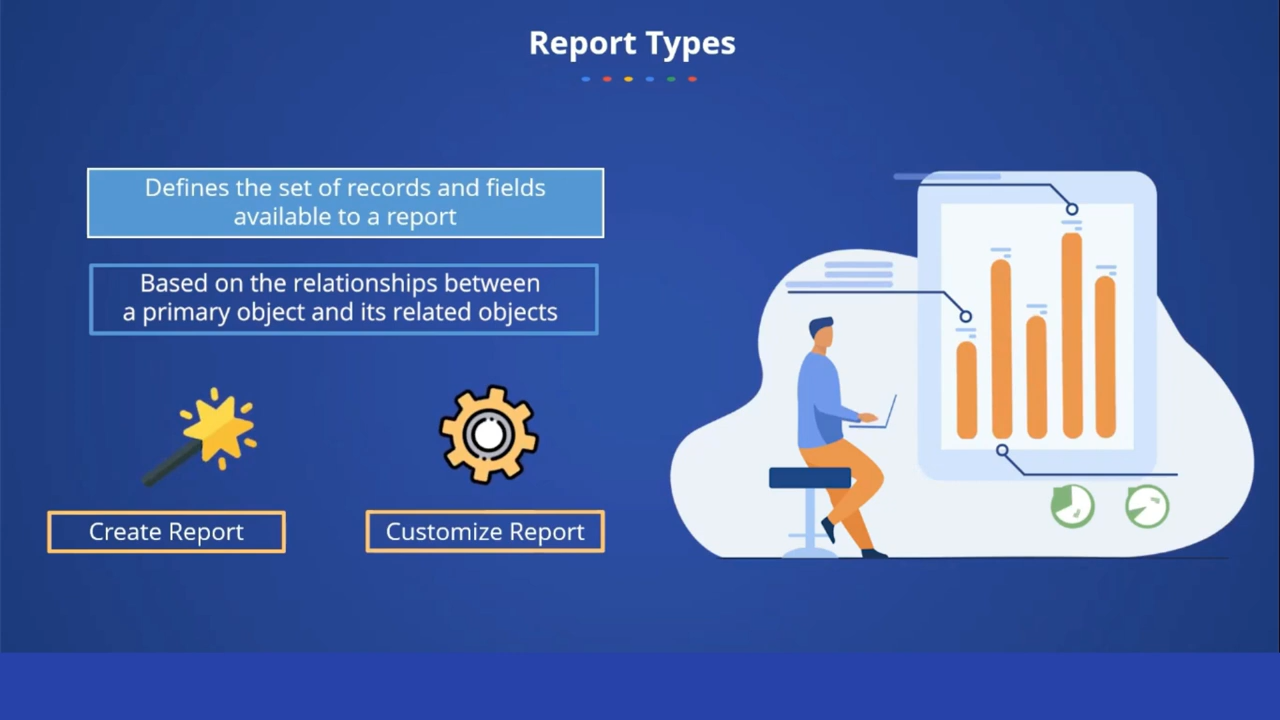 Report Types
Defines the set of records and fields
available to a report
Based on the relationships between
a primary object and its related objects
Create Report
Customize Report